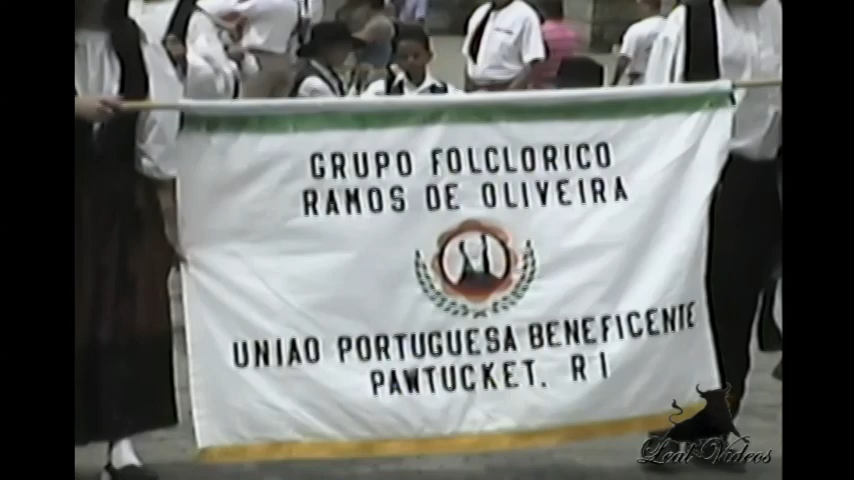 GRUPO FOLCLORICO
RAMOS DE OLIVEIRA
UNIAO PORTUGUESA BENEFICENTE
PAWTUCKET. RI
Leal Videos